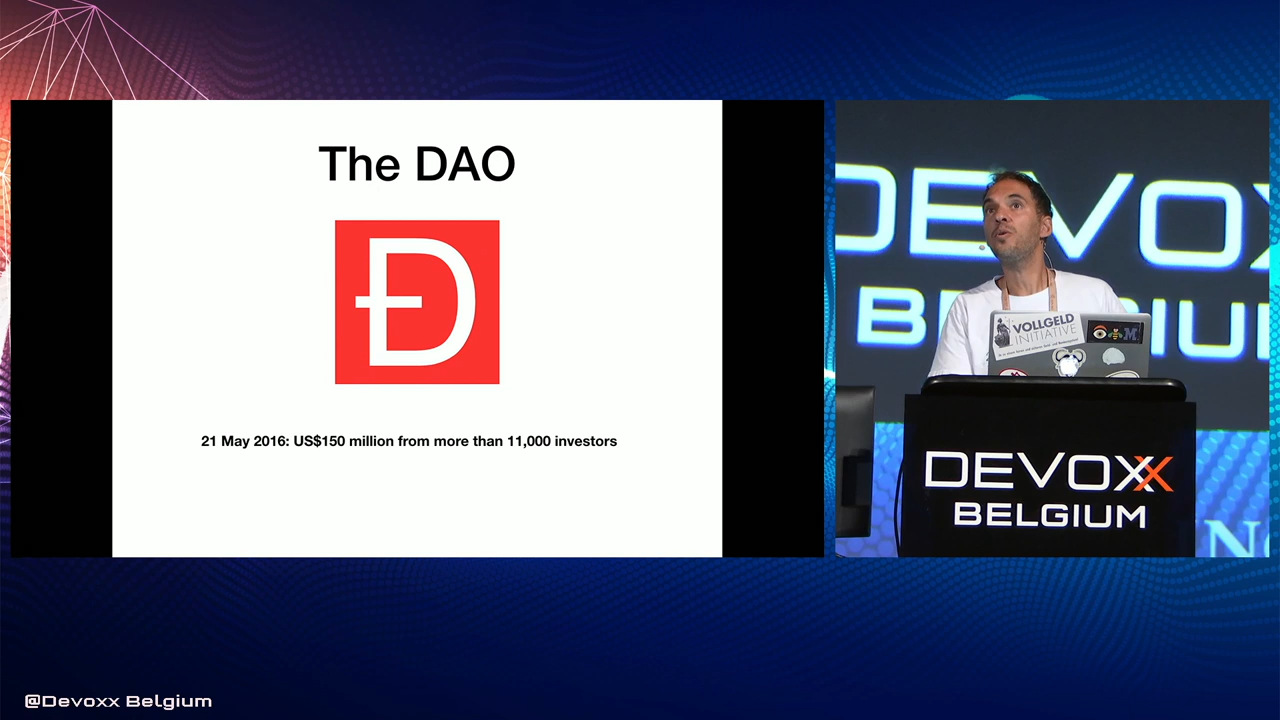 The DAO
Đ
21 May 2016: US$150 million from more than 11,000 investors
DEVOX
BELGIU
VOLLGELD
INITIATIVE
M
DEVOXX
BELGIUM
N
@Devoxx Belgium